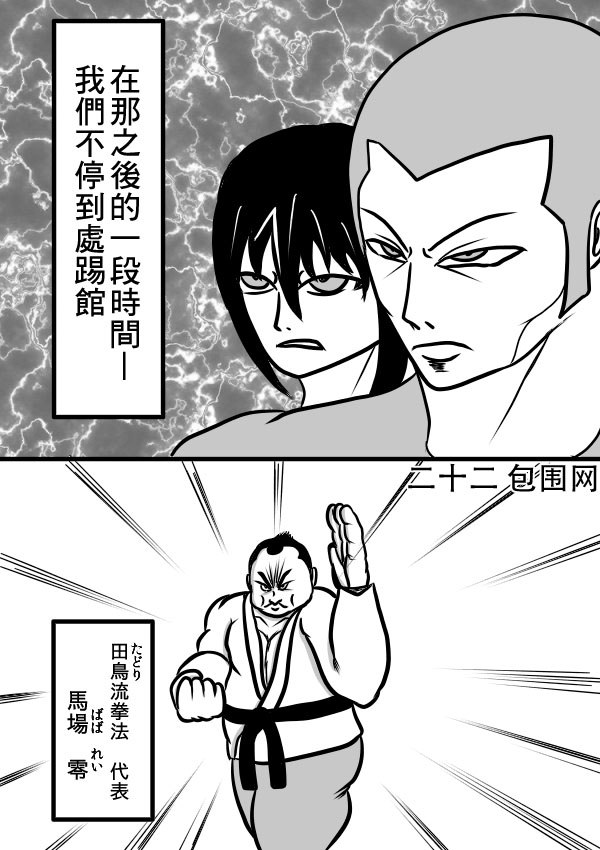 在那之後的一段時間ー
我們不停到處踢館
二十二 包围网
田鳥流拳法 代表
たどり
馬場 零
ばば れい